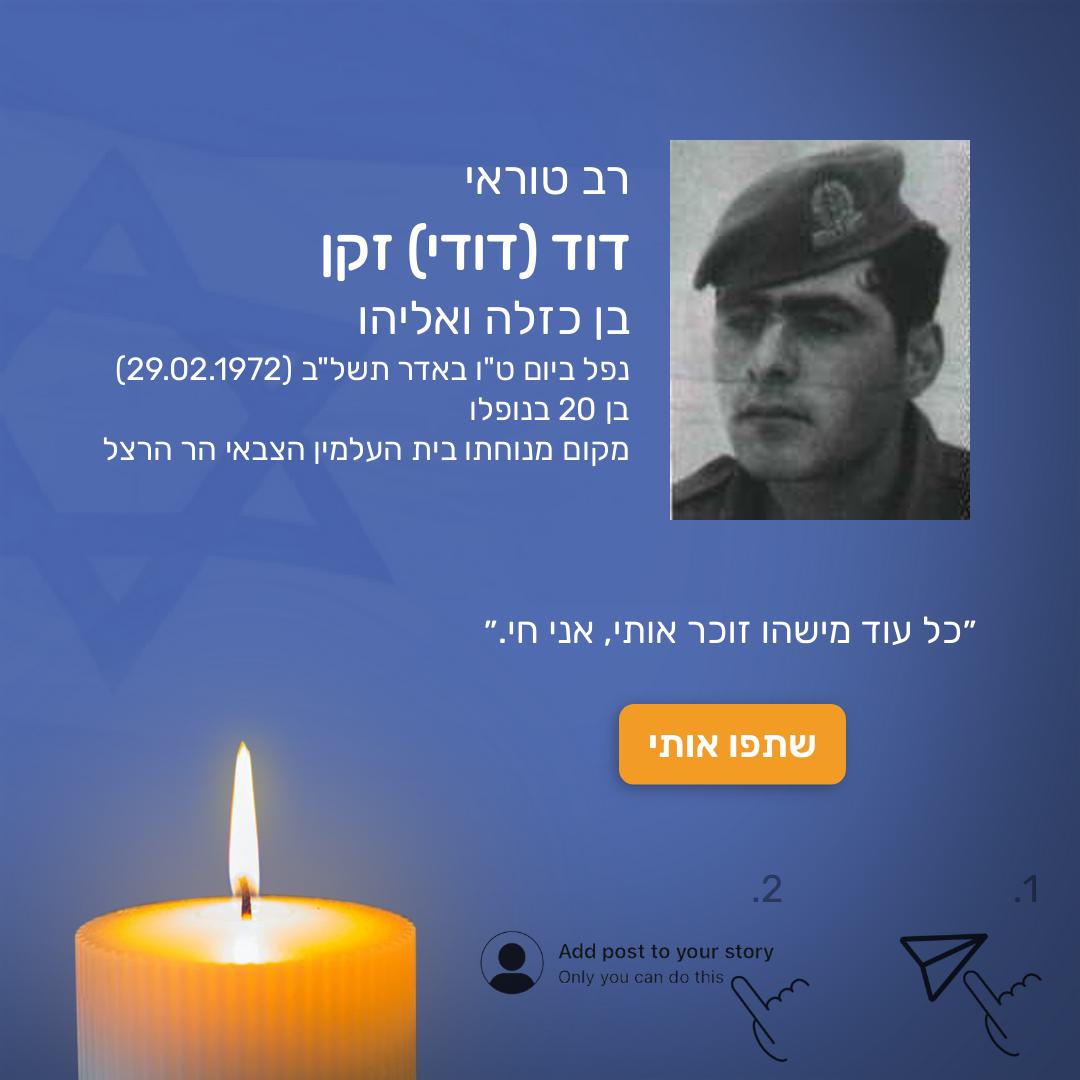 רב טוראי
דוד (דודי) זקן
בן כזלה ואליהו
נפל ביום ט"ו באדר תשל"ב (29.02.1972)
בן 20 בנופלו
מקום מנוחתו בית העלמין הצבאי הר הרצל
״כל עוד מישהו זוכר אותי, אני חי.״
שתפו אותי
1.
2.
Add post to your story
Only you can do this